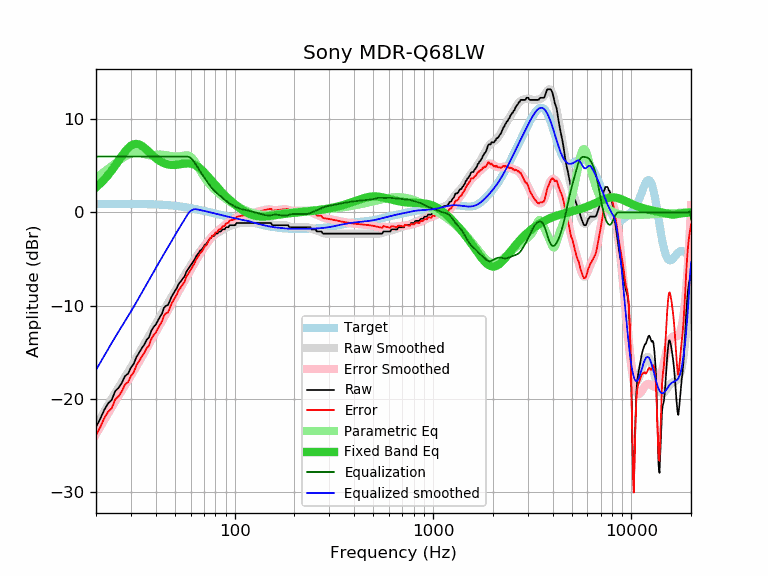 Sony MDR-Q68LW
Amplitude (dBr)
10
0
−10
−20
−30
Target
Raw Smoothed
Error Smoothed
Raw
Error
Parametric Eq
Fixed Band Eq
Equalization
Equalized smoothed
100
1000
10000
Frequency (Hz)